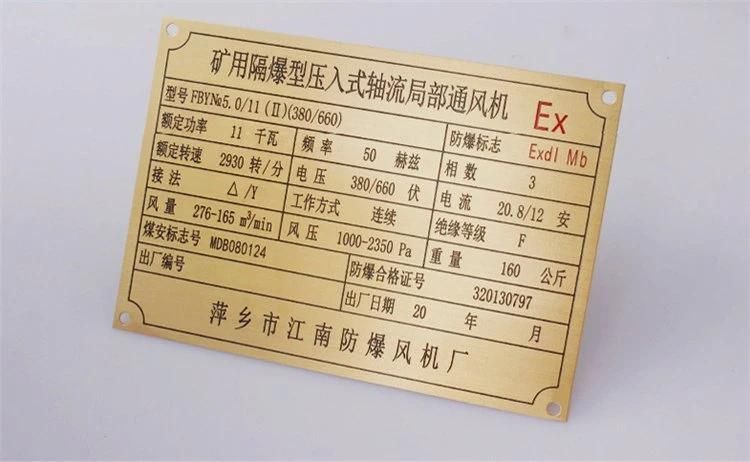 矿用隔爆型压入式轴流局部通风机
Ex
型号 FBY№5.0/11 (Ⅱ)(380/660)
防爆标志 ExdⅠ Mb
额定功率 11 千瓦 频率 50 赫兹 相数 3
额定转速 2930 转/分 电压 380/660 伏 电流 20.8/12 安
接法 △/Y 工作方式 连续 绝缘等级 F
风量 276-165 m³/min 风压 1000-2350 Pa 重量 160 公斤
煤安标志号 MDB080124 防爆合格证号 320130797
出厂编号 出厂日期 20 年 月
萍乡市江南防爆风机厂